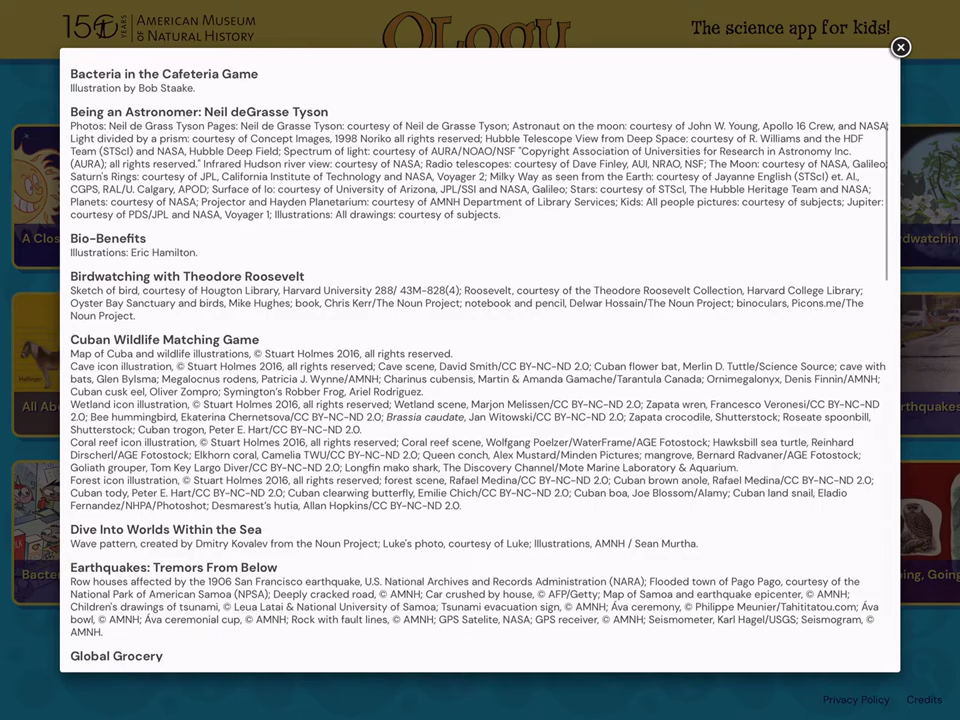 150 YEARS AMERICAN MUSEUM
OF NATURAL HISTORY
OLogy
The science app for kids!
Bacteria in the Cafeteria Game
Illustration by Bob Staake.
Being an Astronomer: Neil deGrasse Tyson
Photos: Neil de Grass Tyson Pages: Neil de Grasse Tyson: courtesy of Neil de Grasse Tyson; Astronaut on the moon: courtesy of John W. Young, Apollo 16 Crew, and NASA;
Light divided by a prism: courtesy of Concept Images, 1998 Noriko all rights reserved; Hubble Telescope View from Deep Space: courtesy of R. Williams and the HDF
Team (STScI) and NASA, Hubble Deep Field; Spectrum of light: courtesy of AURA/NOAO/NSF "Copyright Association of Universities for Research in Astronomy Inc.
(AURA); all rights reserved." Infrared Hudson river view: courtesy of NASA; Radio telescopes: courtesy of Dave Finley, AUI, NRAO, NSF; The Moon: courtesy of NASA, Galileo;
Saturn's Rings: courtesy of JPL, California Institute of Technology and NASA, Voyager 2; Milky Way as seen from the Earth: courtesy of Jayanne English (STScI) et. Al.,
CGPS, RAL/U. Calgary, APOD; Surface of Io: courtesy of University of Arizona, JPL/SSI and NASA, Galileo; Stars: courtesy of STScI, The Hubble Heritage Team and NASA;
Planets: courtesy of NASA; Projector and Hayden Planetarium: courtesy of AMNH Department of Library Services; Kids: All people pictures: courtesy of subjects; Jupiter:
courtesy of PDS/JPL and NASA, Voyager 1; Illustrations: All drawings: courtesy of subjects.
Bio-Benefits
Illustrations: Eric Hamilton.
Birdwatching with Theodore Roosevelt
Sketch of bird, courtesy of Hougton Library, Harvard University 288/ 43M-828(4); Roosevelt, courtesy of the Theodore Roosevelt Collection, Harvard College Library;
Oyster Bay Sanctuary and birds, Mike Hughes; book, Chris Kerr/The Noun Project; notebook and pencil, Delwar Hossain/The Noun Project; binoculars, Picons.me/The
Noun Project.
Cuban Wildlife Matching Game
Map of Cuba and wildlife illustrations, © Stuart Holmes 2016, all rights reserved.
Cave icon illustration, © Stuart Holmes 2016, all rights reserved; Cave scene, David Smith/CC BY-NC-ND 2.0; Cuban flower bat, Merlin D. Tuttle/Science Source; cave with
bats, Glen Bylsma; Megalocnus rodens, Patricia J. Wynne/AMNH; Charinus cubensis, Martin & Amanda Gamache/Tarantula Canada; Ornimegalonyx, Denis Finnin/AMNH;
Cuban cusk eel, Oliver Zompro; Symington's Robber Frog, Ariel Rodriguez.
Wetland icon illustration, © Stuart Holmes 2016, all rights reserved; Wetland scene, Marjon Melissen/CC BY-NC-ND 2.0; Zapata wren, Francesco Veronesi/CC BY-NC-ND
2.0; Bee hummingbird, Ekaterina Chernetsova/CC BY-NC-ND 2.0; Brassia caudate, Jan Witowski/CC BY-NC-ND 2.0; Zapata crocodile, Shutterstock; Roseate spoonbill,
Shutterstock; Cuban trogon, Peter E. Hart/CC BY-NC-ND 2.0.
Coral reef icon illustration, © Stuart Holmes 2016, all rights reserved; Coral reef scene, Wolfgang Poelzer/WaterFrame/AGE Fotostock; Hawksbill sea turtle, Reinhard
Dirscherl/AGE Fotostock; Elkhorn coral, Camelia TWU/CC BY-NC-ND 2.0; Queen conch, Alex Mustard/Minden Pictures; mangrove, Bernard Radvaner/AGE Fotostock;
Goliath grouper, Tom Key Largo Diver/CC BY-NC-ND 2.0; Longfin mako shark, The Discovery Channel/Mote Marine Laboratory & Aquarium.
Forest icon illustration, © Stuart Holmes 2016, all rights reserved; forest scene, Rafael Medina/CC BY-NC-ND 2.0; Cuban brown anole, Rafael Medina/CC BY-NC-ND 2.0;
Cuban tody, Peter E. Hart/CC BY-NC-ND 2.0; Cuban clearwing butterfly, Emilie Chich/CC BY-NC-ND 2.0; Cuban boa, Joe Blossom/Alamy; Cuban land snail, Eladio
Fernandez/NHPA/Photoshot; Desmarest's hutia, Allan Hopkins/CC BY-NC-ND 2.0.
Dive Into Worlds Within the Sea
Wave pattern, created by Dmitry Kovalev from the Noun Project; Luke's photo, courtesy of Luke; Illustrations, AMNH / Sean Murtha.
Earthquakes: Tremors From Below
Row houses affected by the 1906 San Francisco earthquake, U.S. National Archives and Records Administration (NARA); Flooded town of Pago Pago, courtesy of the
National Park of American Samoa (NPSA); Deeply cracked road, © AMNH; Car crushed by house, © AFP/Getty; Map of Samoa and earthquake epicenter, © AMNH;
Children's drawings of tsunami, © Leua Latai & National University of Samoa; Tsunami evacuation sign, © AMNH; Áva ceremony, © Philippe Meunier/Tahititatou.com; Áva
bowl, © AMNH; Áva ceremonial cup, © AMNH; Rock with fault lines, © AMNH; GPS Satelite, NASA; GPS receiver, © AMNH; Seismometer, Karl Hagel/USGS; Seismogram, ©
AMNH.
Global Grocery
A Clos
rdwatchin
All Ab
rthquakes
Bacte
ing, Going
Privacy Policy
Credits